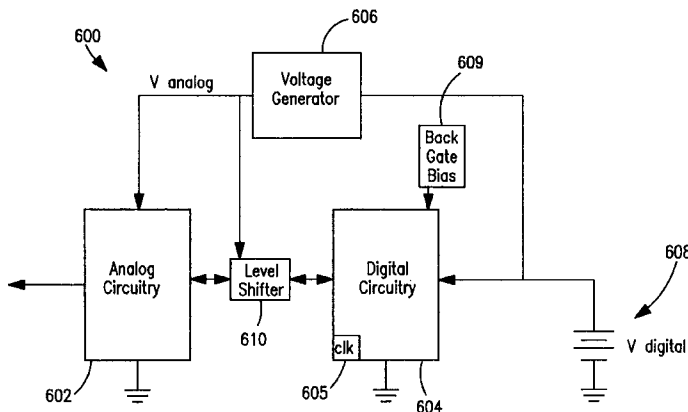 606
600
609
V analog
Voltage
Generator
Back
Gate
Bias
608
Analog
Circuitry
Level
Shifter
Digital
Circuitry
610
clk
V digital
602
605
604